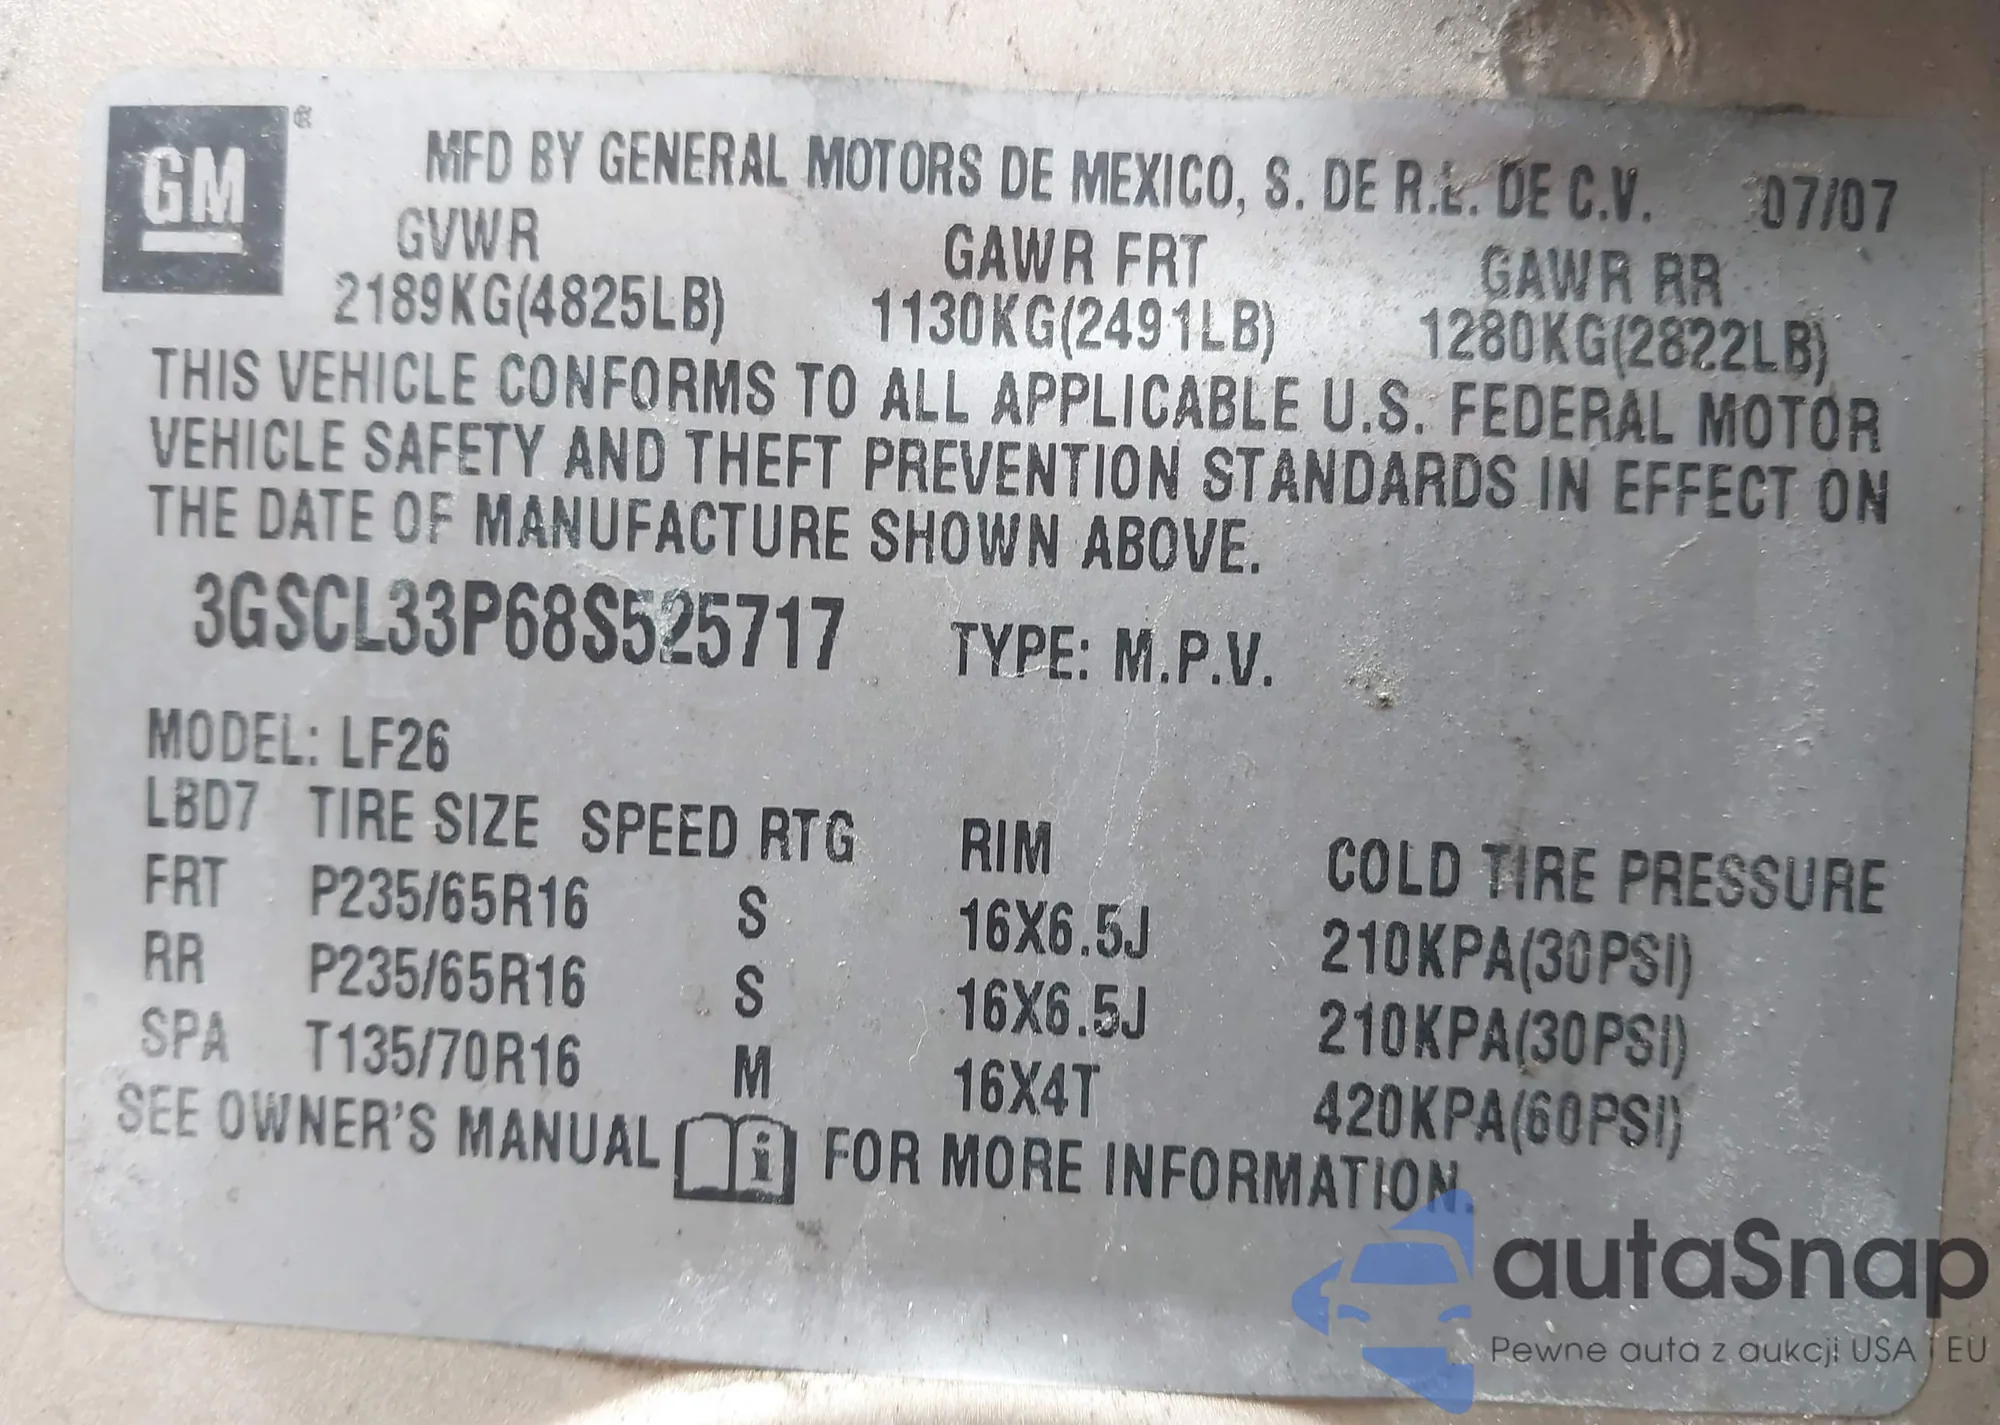 GM ®
MFD BY GENERAL MOTORS DE MEXICO, S. DE R.L. DE C.V. 07/07
GVWR GAWR FRT GAWR RR
2189KG(4825LB) 1130KG(2491LB) 1280KG(2822LB)
THIS VEHICLE CONFORMS TO ALL APPLICABLE U.S. FEDERAL MOTOR
VEHICLE SAFETY AND THEFT PREVENTION STANDARDS IN EFFECT ON
THE DATE OF MANUFACTURE SHOWN ABOVE.
3GSCL33P68S525717 TYPE: M.P.V.
MODEL: LF26
LBD7 TIRE SIZE SPEED RTG RIM COLD TIRE PRESSURE
FRT P235/65R16 S 16X6.5J 210KPA(30PSI)
RR P235/65R16 S 16X6.5J 210KPA(30PSI)
SPA T135/70R16 M 16X4T 420KPA(60PSI)
SEE OWNER'S MANUAL i FOR MORE INFORMATION.
autaSnap
Pewne auta z aukcji USA i EU